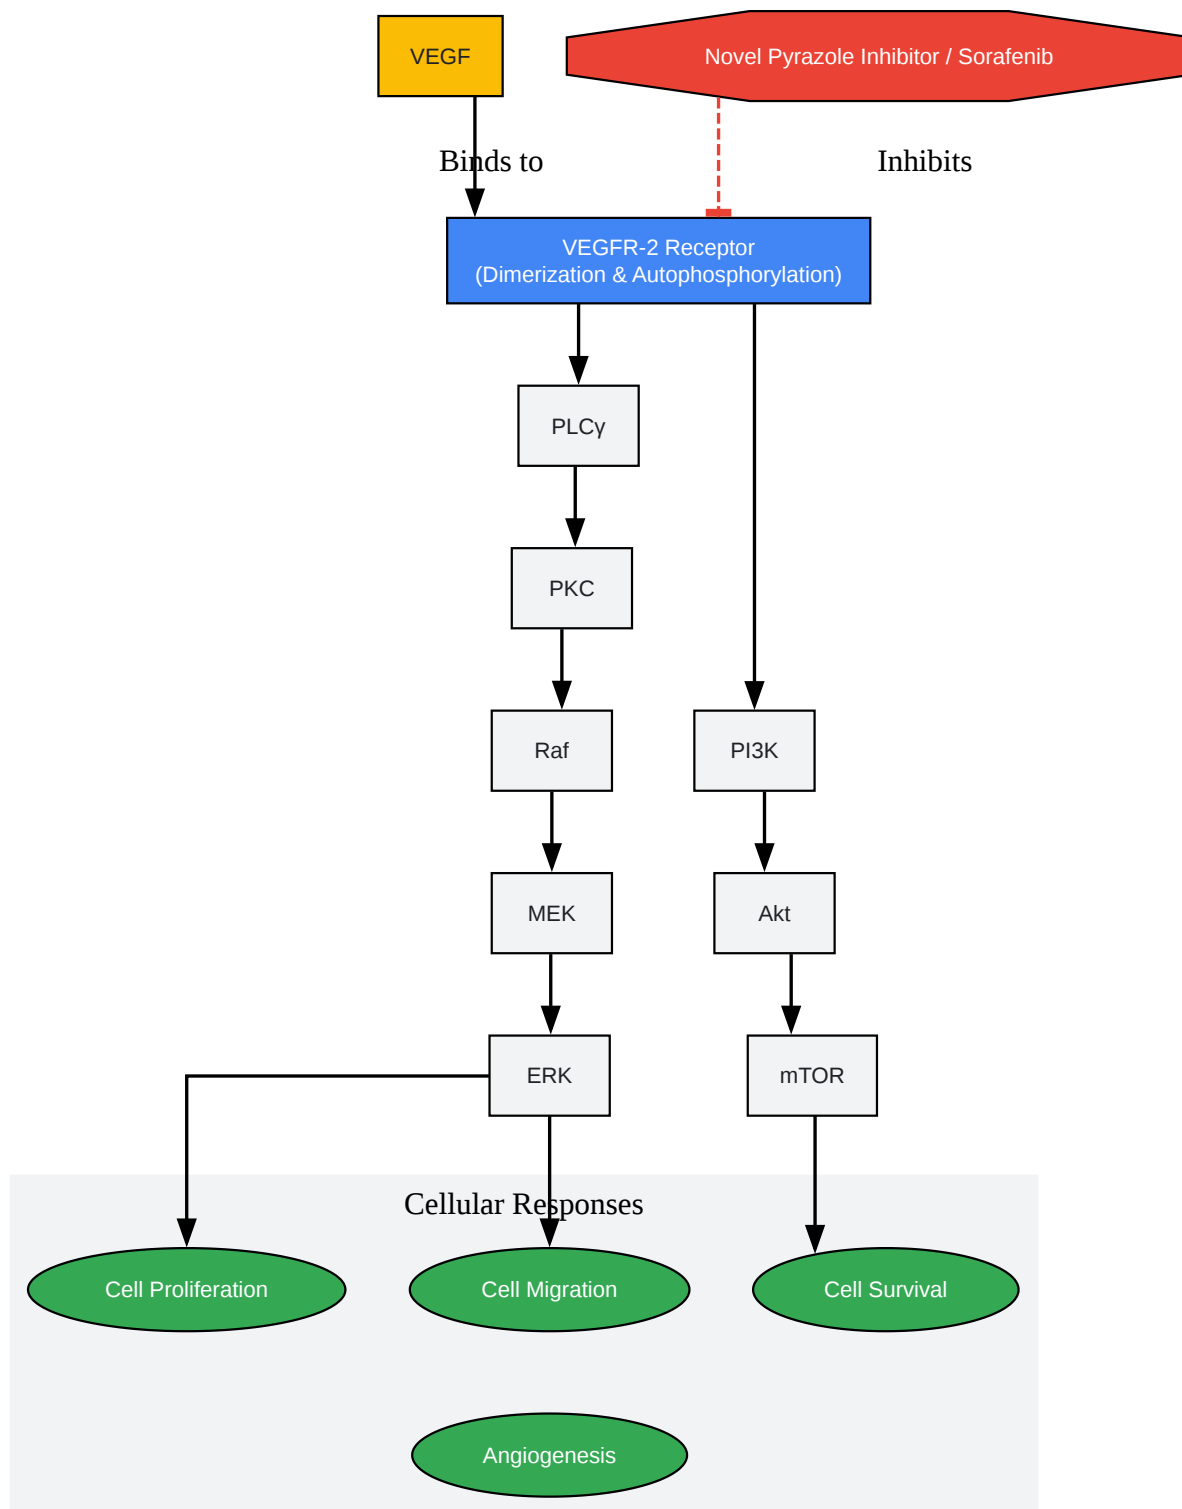 VEGF
Novel Pyrazole Inhibitor / Sorafenib
Binds to
Inhibits
VEGFR-2 Receptor
(Dimerization & Autophosphorylation)
PLCγ
PKC
Raf
PI3K
MEK
Akt
ERK
mTOR
Cellular Responses
Cell Proliferation
Cell Migration
Cell Survival
Angiogenesis